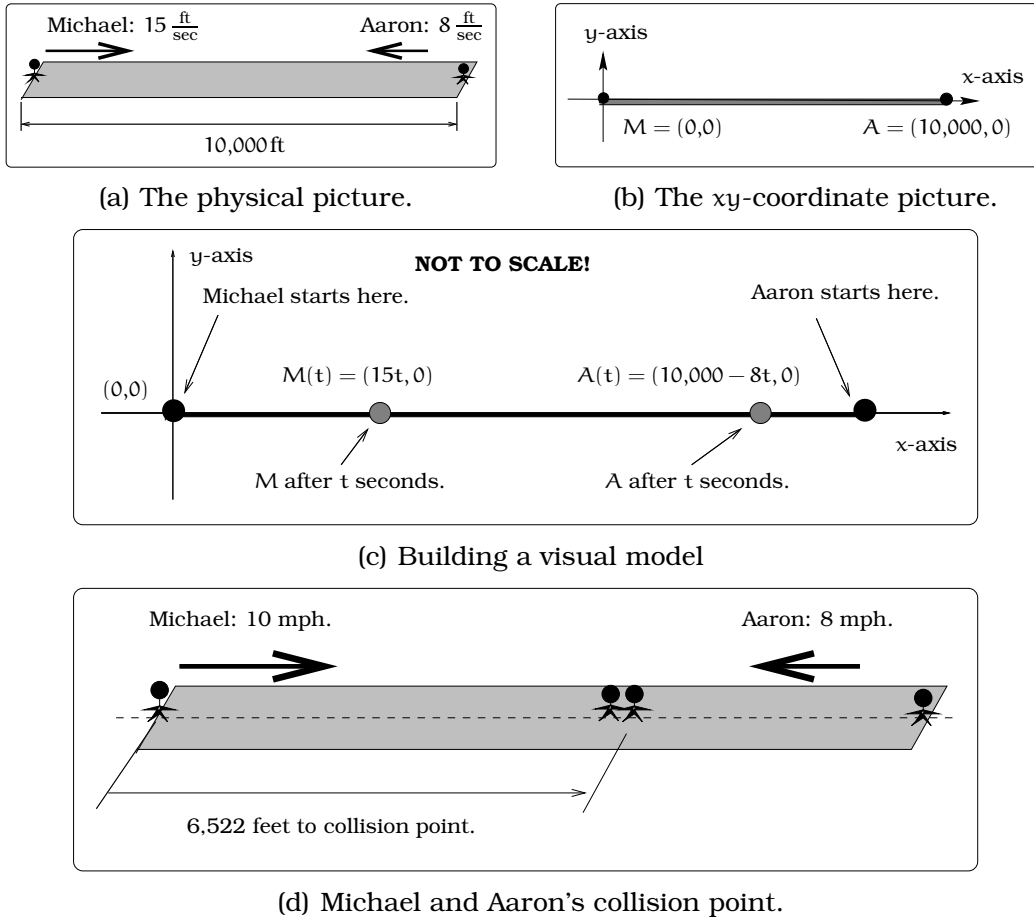 Michael: 15 ft/sec Aaron: 8 ft/sec
10,000 ft
(a) The physical picture.
y-axis
x-axis
M = (0,0) A = (10,000, 0)
(b) The xy-coordinate picture.
y-axis NOT TO SCALE!
Michael starts here. Aaron starts here.
(0,0) M(t) = (15t, 0) A(t) = (10,000 − 8t, 0)
x-axis
M after t seconds. A after t seconds.
(c) Building a visual model
Michael: 10 mph. Aaron: 8 mph.
6,522 feet to collision point.
(d) Michael and Aaron's collision point.